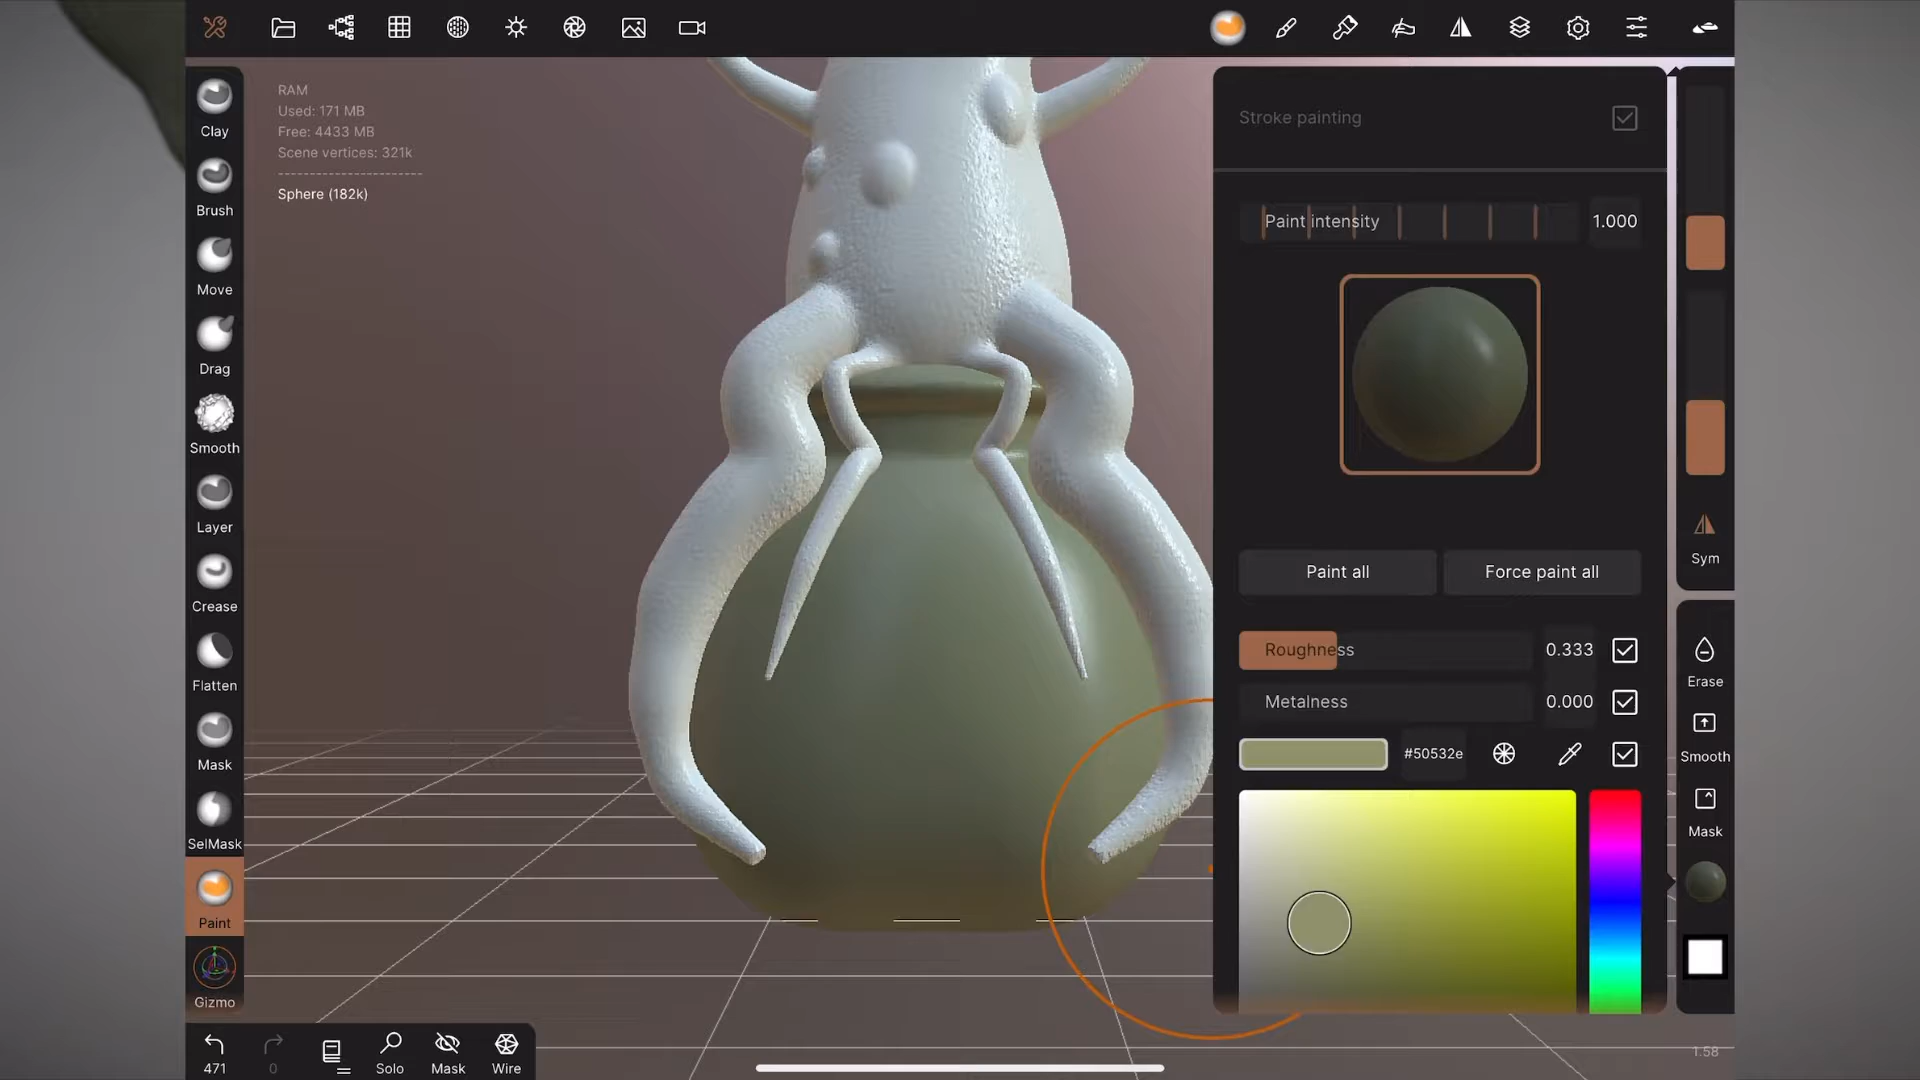 RAM
Used: 171 MB
Free: 4433 MB
Scene vertices: 321k
------------------------
Sphere (182k)
Clay
Brush
Move
Drag
Smooth
Layer
Crease
Flatten
Mask
SelMask
Paint
Gizmo
471
0
Solo
Mask
Wire
Stroke painting
Paint intensity 1.000
Paint all Force paint all
Roughness 0.333
Metalness 0.000
#50532e
Sym
Erase
Smooth
Mask
1.58